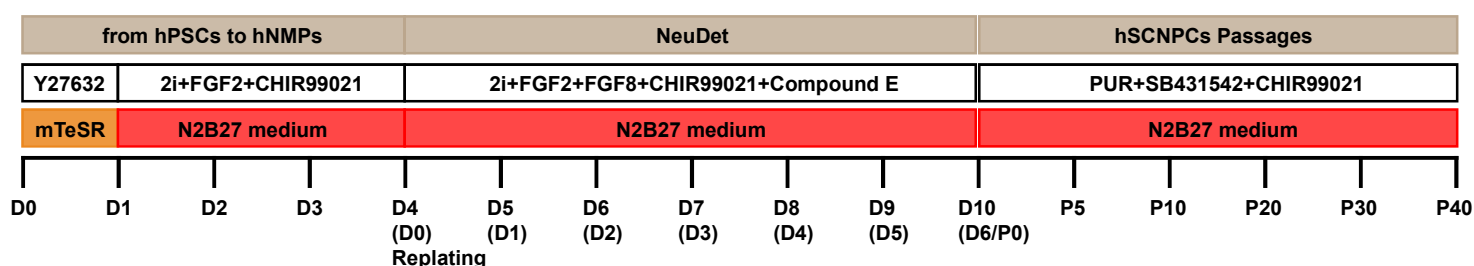 from hPSCs to hNMPs NeuDet hSCNPCs Passages
Y27632 2i+FGF2+CHIR99021 2i+FGF2+FGF8+CHIR99021+Compound E PUR+SB431542+CHIR99021
mTeSR N2B27 medium N2B27 medium N2B27 medium
D0 D1 D2 D3 D4 D5 D6 D7 D8 D9 D10 P5 P10 P20 P30 P40
(D0) (D1) (D2) (D3) (D4) (D5) (D6/P0)
Replating